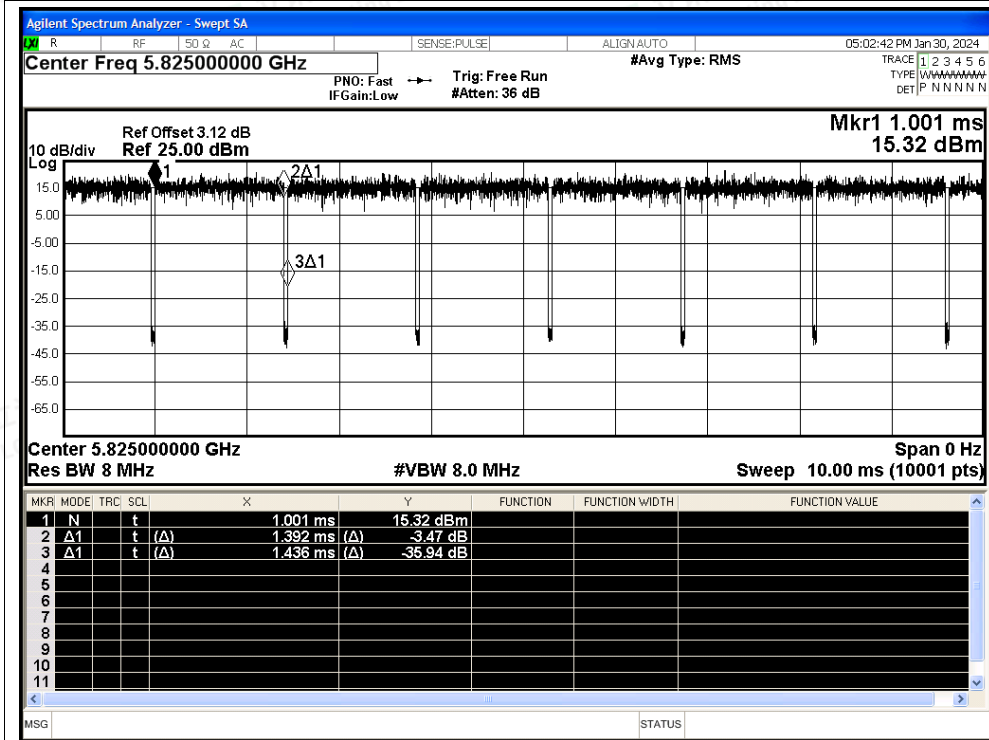 Agilent Spectrum Analyzer - Swept SA
LXI R RF 50 Ω AC SENSE:PULSE ALIGN AUTO 05:02:42 PM Jan 30, 2024
Center Freq 5.825000000 GHz #Avg Type: RMS TRACE 1 2 3 4 5 6
PNO: Fast Trig: Free Run TYPE W
IFGain:Low #Atten: 36 dB DET P N N N N N
Mkr1 1.001 ms
Ref Offset 3.12 dB
10 dB/div Ref 25.00 dBm 15.32 dBm
Log
1 2Δ1
15.0
5.00
-5.00
3Δ1
-15.0
-25.0
-35.0
-45.0
-55.0
-65.0
Center 5.825000000 GHz Span 0 Hz
Res BW 8 MHz #VBW 8.0 MHz Sweep 10.00 ms (10001 pts)
MKR MODE TRC SCL X Y FUNCTION FUNCTION WIDTH FUNCTION VALUE
1 N t 1.001 ms 15.32 dBm
2 Δ1 t (Δ) 1.392 ms (Δ) -3.47 dB
3 Δ1 t (Δ) 1.436 ms (Δ) -35.94 dB
4
5
6
7
8
9
10
11
MSG STATUS